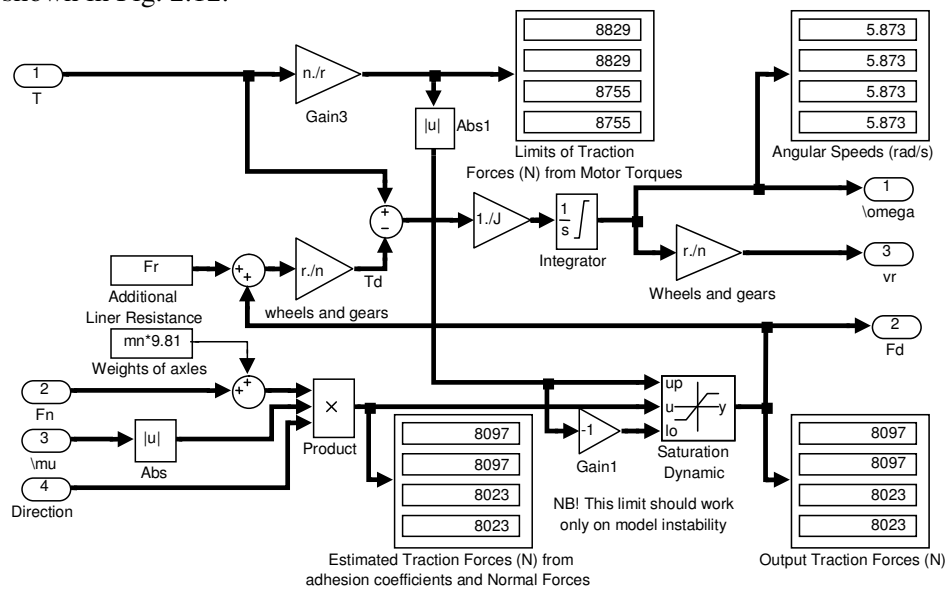 shown in Fig. 2.12.
1
T
n./r
Gain3
|u|
Abs1
8829
8829
8755
8755
Limits of Traction
Forces (N) from Motor Torques
5.873
5.873
5.873
5.873
Angular Speeds (rad/s)
1
\omega
+
−
1./J
1
s
Integrator
r./n
Wheels and gears
3
vr
Fr
Additional
Liner Resistance
+
+
r./n
wheels and gears
Td
2
Fd
mn*9.81
Weights of axles
+
+
2
Fn
3
\mu
|u|
Abs
4
Direction
×
Product
8097
8097
8023
8023
Estimated Traction Forces (N) from
adhesion coefficients and Normal Forces
-1
Gain1
up
u
lo
y
Saturation
Dynamic
NB! This limit should work
only on model instability
8097
8097
8023
8023
Output Traction Forces (N)